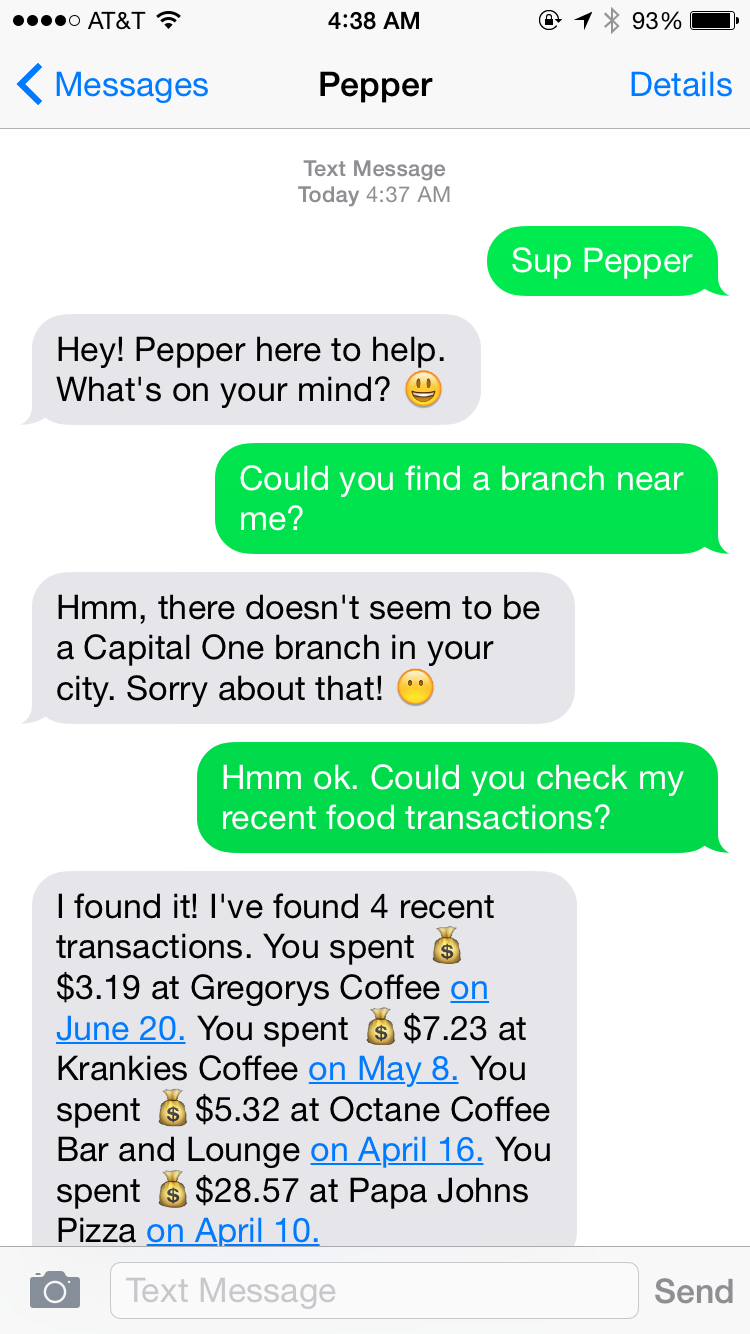 AT&T 4:38 AM 93%
Messages Pepper Details
Text Message
Today 4:37 AM
Sup Pepper
Hey! Pepper here to help.
What's on your mind? 😃
Could you find a branch near
me?
Hmm, there doesn't seem to be
a Capital One branch in your
city. Sorry about that! 😶
Hmm ok. Could you check my
recent food transactions?
I found it! I've found 4 recent
transactions. You spent 💰
$3.19 at Gregorys Coffee on
June 20. You spent 💰$7.23 at
Krankies Coffee on May 8. You
spent 💰$5.32 at Octane Coffee
Bar and Lounge on April 16. You
spent 💰$28.57 at Papa Johns
Pizza on April 10.
Text Message Send